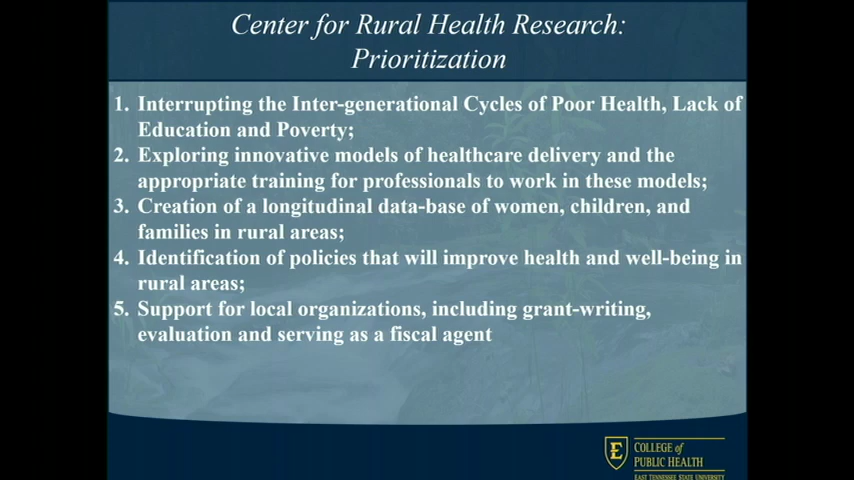 Center for Rural Health Research:
Prioritization
1. Interrupting the Inter-generational Cycles of Poor Health, Lack of
Education and Poverty;
2. Exploring innovative models of healthcare delivery and the
appropriate training for professionals to work in these models;
3. Creation of a longitudinal data-base of women, children, and
families in rural areas;
4. Identification of policies that will improve health and well-being in
rural areas;
5. Support for local organizations, including grant-writing,
evaluation and serving as a fiscal agent
E
COLLEGE of
PUBLIC HEALTH
EAST TENNESSEE STATE UNIVERSITY